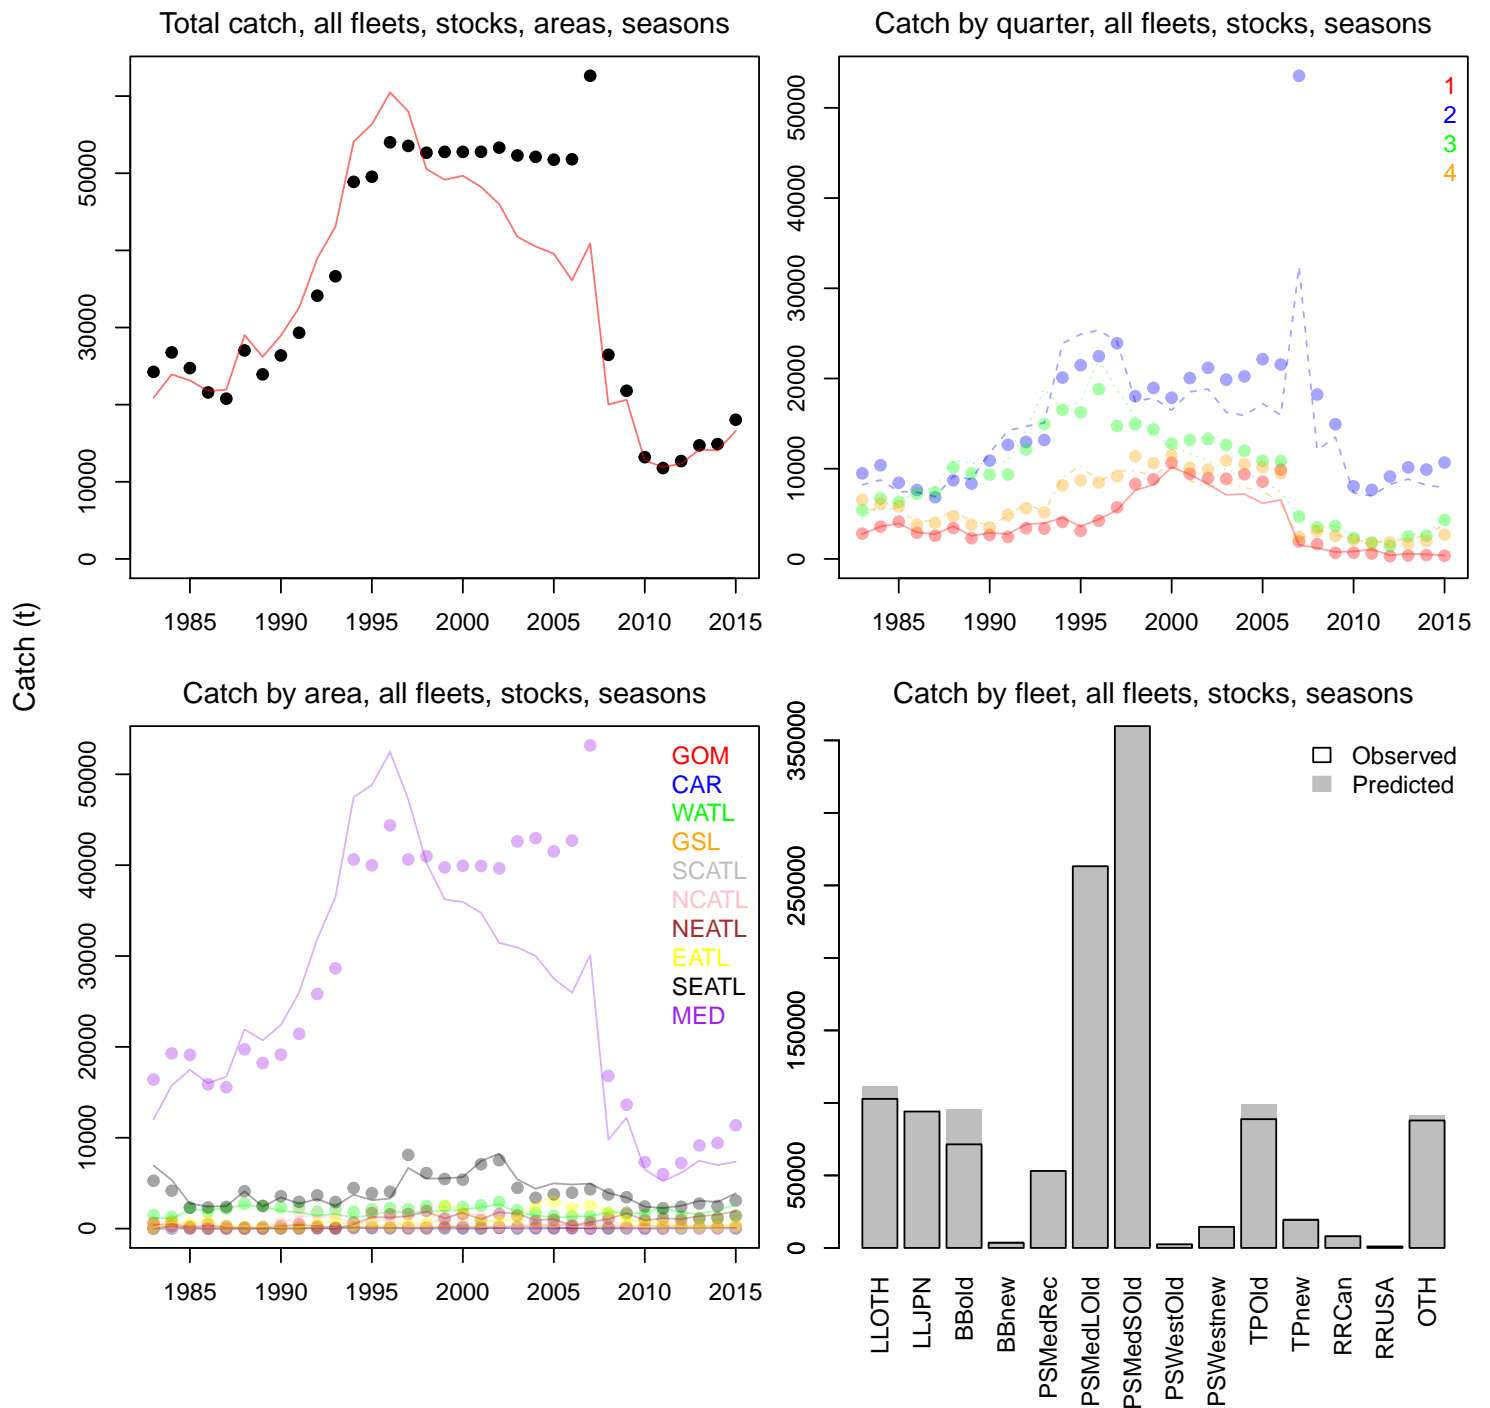 Total catch, all fleets, stocks, areas, seasons
0
10000
30000
50000
1985
1990
1995
2000
2005
2010
2015
Catch by quarter, all fleets, stocks, seasons
0
10000
20000
30000
40000
50000
1
2
3
4
1985
1990
1995
2000
2005
2010
2015
Catch (t)
Catch by area, all fleets, stocks, seasons
0
10000
20000
30000
40000
50000
GOM
CAR
WATL
GSL
SCATL
NCATL
NEATL
EATL
SEATL
MED
1985
1990
1995
2000
2005
2010
2015
Catch by fleet, all fleets, stocks, seasons
0
50000
150000
250000
350000
Observed
Predicted
LLOTH
LLJPN
BBold
BBnew
PSMedRec
PSMedLOld
PSMedSOld
PSWestOld
PSWestnew
TPOld
TPnew
RRCan
RRUSA
OTH